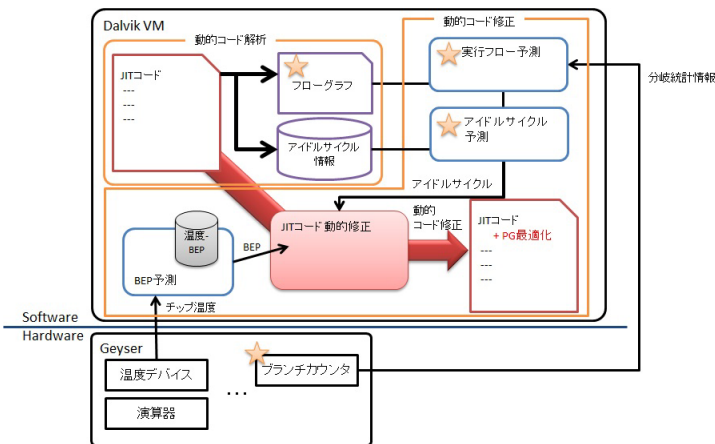 Dalvik VM
動的コード修正
動的コード解析
JITコード
---
---
---
フローグラフ
実行フロー予測
分岐統計情報
アイドルサイクル
情報
アイドルサイクル
予測
アイドルサイクル
動的
コード修正
JITコード動的修正
JITコード
+ PG最適化
---
---
---
温度-
BEP
BEP
BEP予測
チップ温度
Software
Hardware
Geyser
温度デバイス
...
ブランチカウンタ
演算器